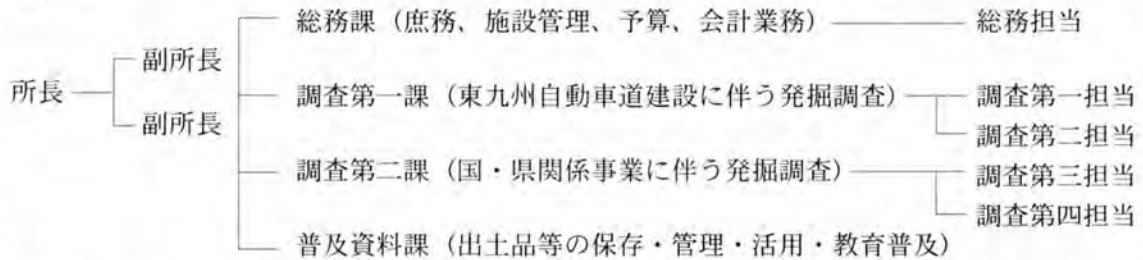 総務課（庶務、施設管理、予算、会計業務） 総務担当
副所長
所長
調査第一課（東九州自動車道建設に伴う発掘調査） 調査第一担当
副所長
調査第二担当
調査第二課（国・県関係事業に伴う発掘調査） 調査第三担当
調査第四担当
普及資料課（出土品等の保存・管理・活用・教育普及）